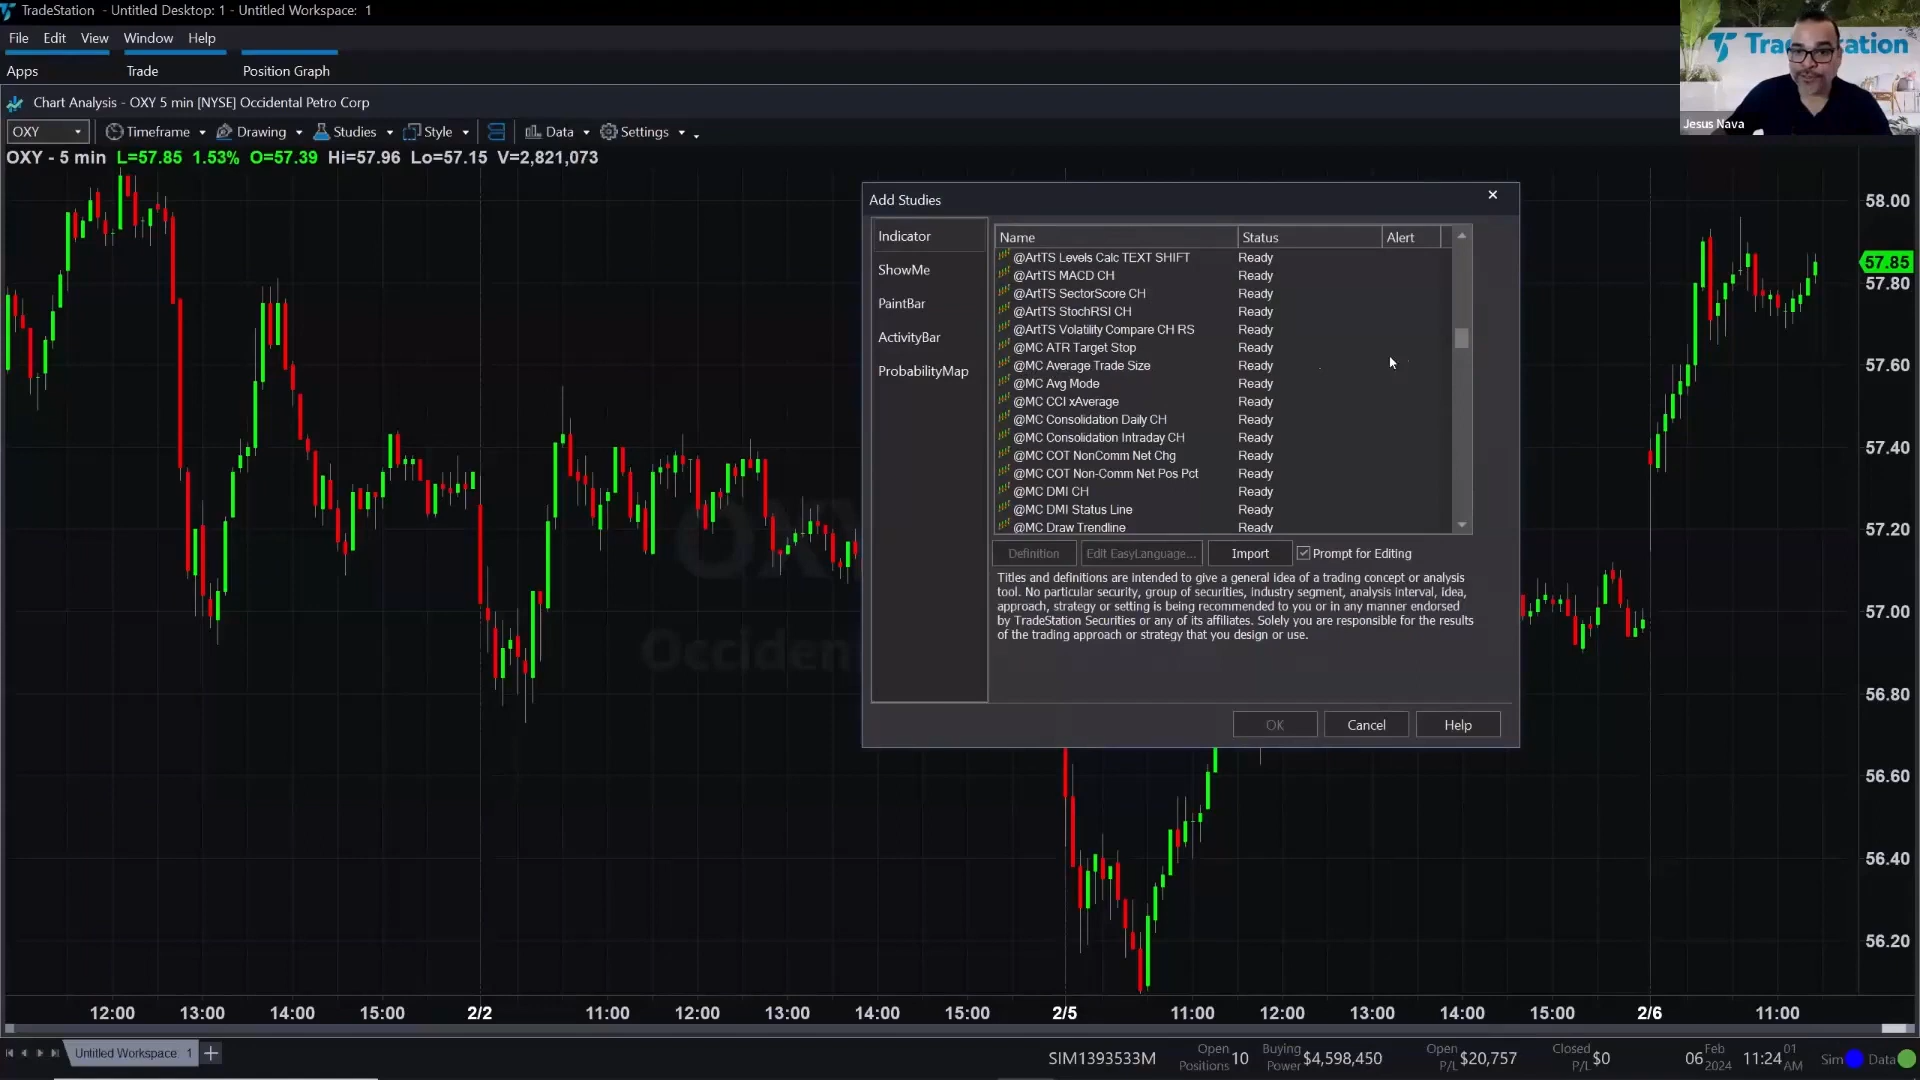 TradeStation - Untitled Desktop: 1 - Untitled Workspace: 1
File Edit View Window Help
Apps Trade Position Graph
Chart Analysis - OXY 5 min [NYSE] Occidental Petro Corp
OXY Timeframe Drawing Studies Style Data Settings
OXY - 5 min L=57.85 1.53% O=57.39 Hi=57.96 Lo=57.15 V=2,821,073
Jesus Nava
Add Studies
Indicator
ShowMe
PaintBar
ActivityBar
ProbabilityMap
Name Status Alert
@ArtTS Levels Calc TEXT SHIFT Ready
@ArtTS MACD CH Ready
@ArtTS SectorScore CH Ready
@ArtTS StochRSI CH Ready
@ArtTS Volatility Compare CH RS Ready
@MC ATR Target Stop Ready
@MC Average Trade Size Ready
@MC Avg Mode Ready
@MC CCI xAverage Ready
@MC Consolidation Daily CH Ready
@MC Consolidation Intraday CH Ready
@MC COT NonComm Net Chg Ready
@MC COT Non-Comm Net Pos Pct Ready
@MC DMI CH Ready
@MC DMI Status Line Ready
@MC Draw Trendline Ready
Definition Edit EasyLanguage... Import Prompt for Editing
Titles and definitions are intended to give a general idea of a trading concept or analysis
tool. No particular security, group of securities, industry segment, analysis interval, idea,
approach, strategy or setting is being recommended to you or in any manner endorsed
by TradeStation Securities or any of its affiliates. Solely you are responsible for the results
of the trading approach or strategy that you design or use.
OK Cancel Help
58.00
57.85
57.80
57.60
57.40
57.20
57.00
56.80
56.60
56.40
56.20
12:00 13:00 14:00 15:00 2/2 11:00 12:00 13:00 14:00 15:00 2/5 11:00 12:00 13:00 14:00 15:00 2/6 11:00
Untitled Workspace: 1
SIM1393533M Open Positions 10 Buying Power $4,598,450 Open P/L $20,757 Closed P/L $0 06 Feb 2024 11:24 01 AM Sim Data